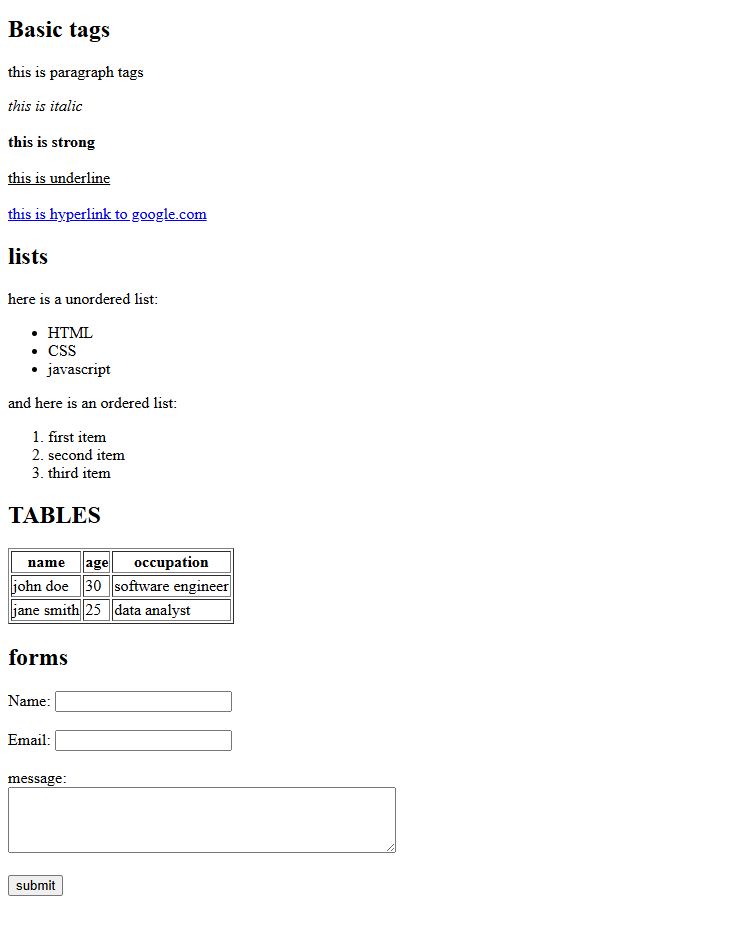 Basic tags
this is paragraph tags
this is italic
this is strong
this is underline
this is hyperlink to google.com
lists
here is a unordered list:
• HTML
• CSS
• javascript
and here is an ordered list:
1. first item
2. second item
3. third item
TABLES
name age occupation
john doe 30 software engineer
jane smith 25 data analyst
forms
Name:
Email:
message:
submit